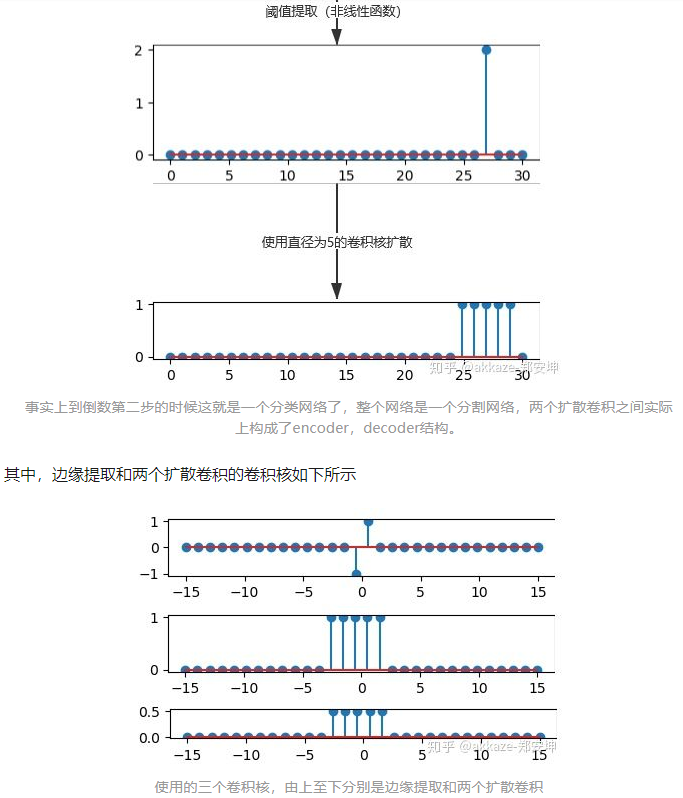 阈值提取（非线性函数）
2
1
0
0 5 10 15 20 25 30
使用直径为5的卷积核扩散
1
0
0 5 10 15 20 25 30
知乎 @akkaze-郑安坤
事实上到倒数第二步的时候这就是一个分类网络了，整个网络是一个分割网络，两个扩散卷积之间实际
上构成了encoder，decoder结构。
其中，边缘提取和两个扩散卷积的卷积核如下所示
1
0
−1
−15 −10 −5 0 5 10 15
1
0
−15 −10 −5 0 5 10 15
0.5
0.0
−15 −10 −5 0 5 10 15
知乎 @akkaze-郑安坤
使用的三个卷积核，由上至下分别是边缘提取和两个扩散卷积